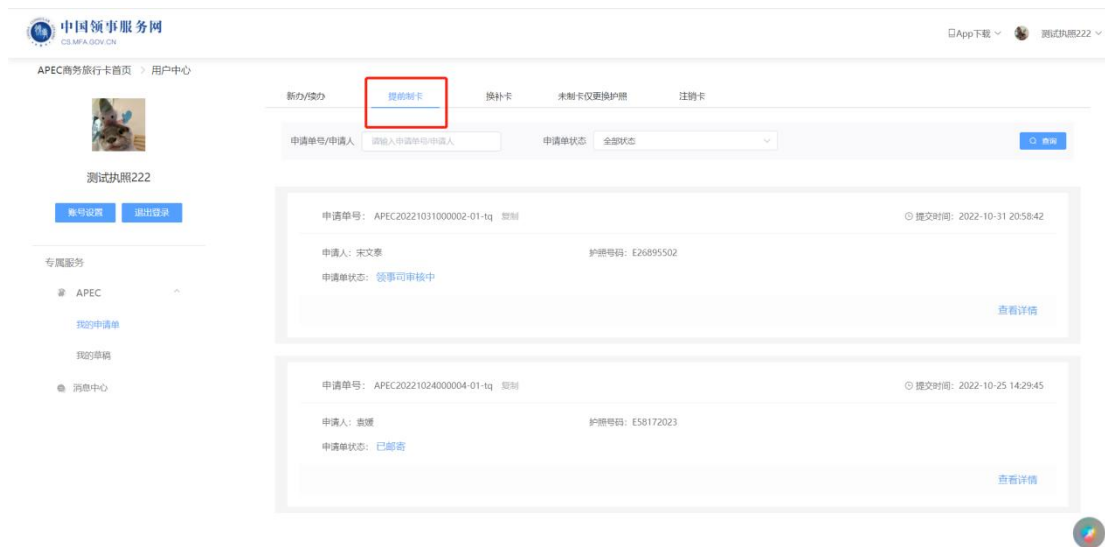 中国领事服务网
CS.MFA.GOV.CN
App下载
测试执照222
APEC商务旅行卡首页 > 用户中心
测试执照222
账号设置 退出登录
专属服务
APEC
我的申请单
我的草稿
消息中心
新办/续办 提前制卡 换补卡 未制卡仅更换护照 注销卡
申请单号/申请人 请输入申请单号/申请人 申请单状态 全部状态 查询
申请单号: APEC20221031000002-01-tq 复制 提交时间: 2022-10-31 20:58:42
申请人: 宋文泰 护照号码: E26895502
申请单状态: 领事司审核中
查看详情
申请单号: APEC20221024000004-01-tq 复制 提交时间: 2022-10-25 14:29:45
申请人: 袁媛 护照号码: E58172023
申请单状态: 已邮寄
查看详情